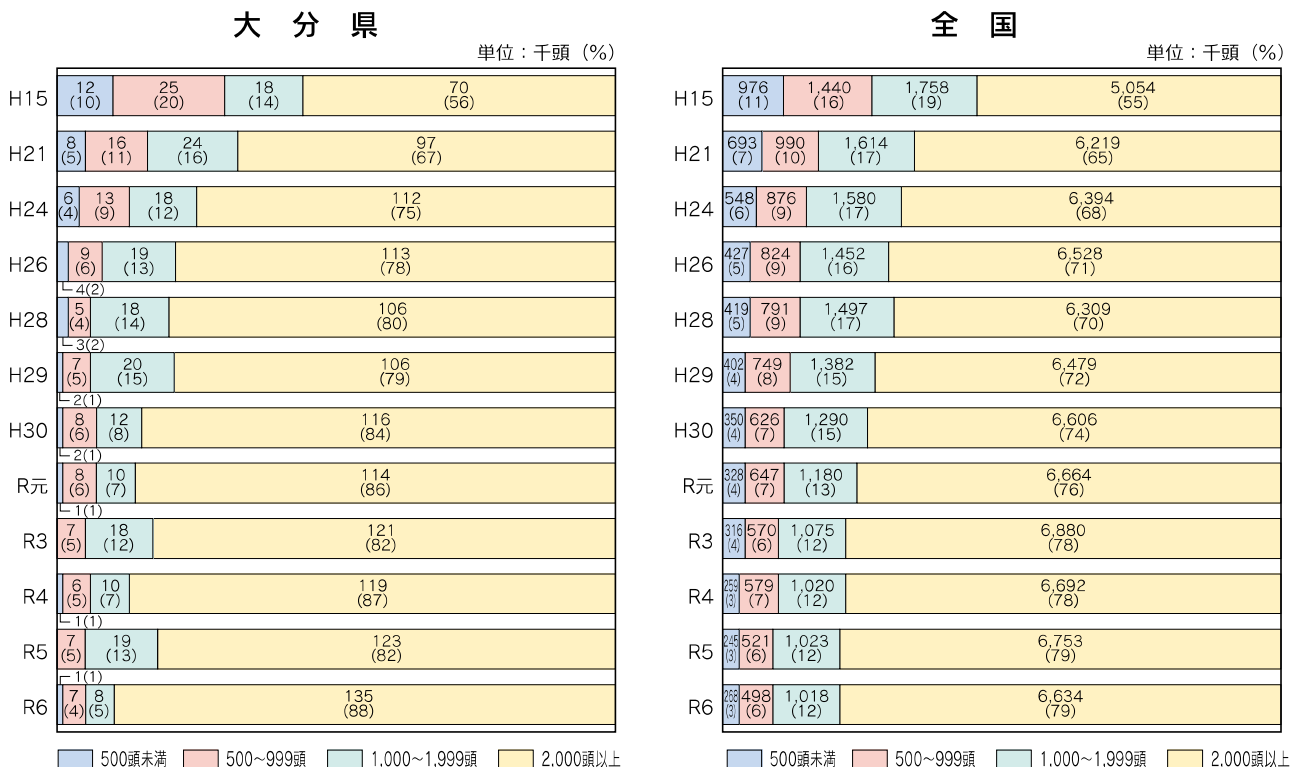 大 分 県
単位：千頭（%）
H15 12 25 18 70
(10) (20) (14) (56)
H21 8 16 24 97
(5) (11) (16) (67)
H24 6 13 18 112
(4) (9) (12) (75)
H26 9 19 113
(6) (13) (78)
4(2)
H28 5 18 106
(4) (14) (80)
3(2)
H29 7 20 106
(5) (15) (79)
2(1)
H30 8 12 116
(6) (8) (84)
2(1)
R元 8 10 114
(6) (7) (86)
1(1)
R3 7 18 121
(5) (12) (82)
R4 6 10 119
(5) (7) (87)
1(1)
R5 7 19 123
(5) (13) (82)
1(1)
R6 7 8 135
(4) (5) (88)
500頭未満 500～999頭 1,000～1,999頭 2,000頭以上
全 国
単位：千頭（%）
H15 976 1,440 1,758 5,054
(11) (16) (19) (55)
H21 693 990 1,614 6,219
(7) (10) (17) (65)
H24 548 876 1,580 6,394
(6) (9) (17) (68)
H26 427 824 1,452 6,528
(5) (9) (16) (71)
H28 419 791 1,497 6,309
(5) (9) (17) (70)
H29 402 749 1,382 6,479
(4) (8) (15) (72)
H30 350 626 1,290 6,606
(4) (7) (15) (74)
R元 328 647 1,180 6,664
(4) (7) (13) (76)
R3 316 570 1,075 6,880
(4) (6) (12) (78)
R4 259 579 1,020 6,692
(3) (7) (12) (78)
R5 245 521 1,023 6,753
(3) (6) (12) (79)
R6 268 498 1,018 6,634
(3) (6) (12) (79)
500頭未満 500～999頭 1,000～1,999頭 2,000頭以上